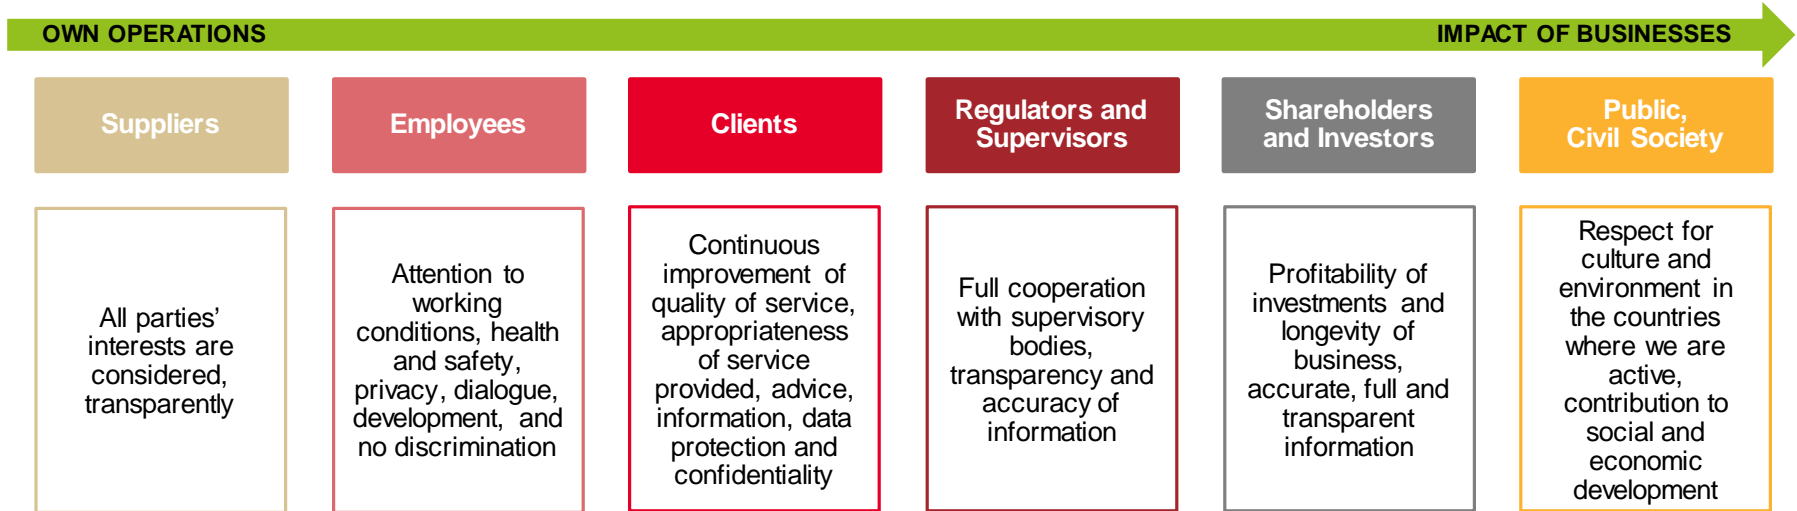 OWN OPERATIONS
IMPACT OF BUSINESSES
Suppliers
Employees
Clients
Regulators and
Supervisors
Shareholders
and Investors
Public,
Civil Society
All parties’
interests are
considered,
transparently
Attention to
working
conditions, health
and safety,
privacy, dialogue,
development, and
no discrimination
Continuous
improvement of
quality of service,
appropriateness
of service
provided, advice,
information, data
protection and
confidentiality
Full cooperation
with supervisory
bodies,
transparency and
accuracy of
information
Profitability of
investments and
longevity of
business,
accurate, full and
transparent
information
Respect for
culture and
environment in
the countries
where we are
active,
contribution to
social and
economic
development